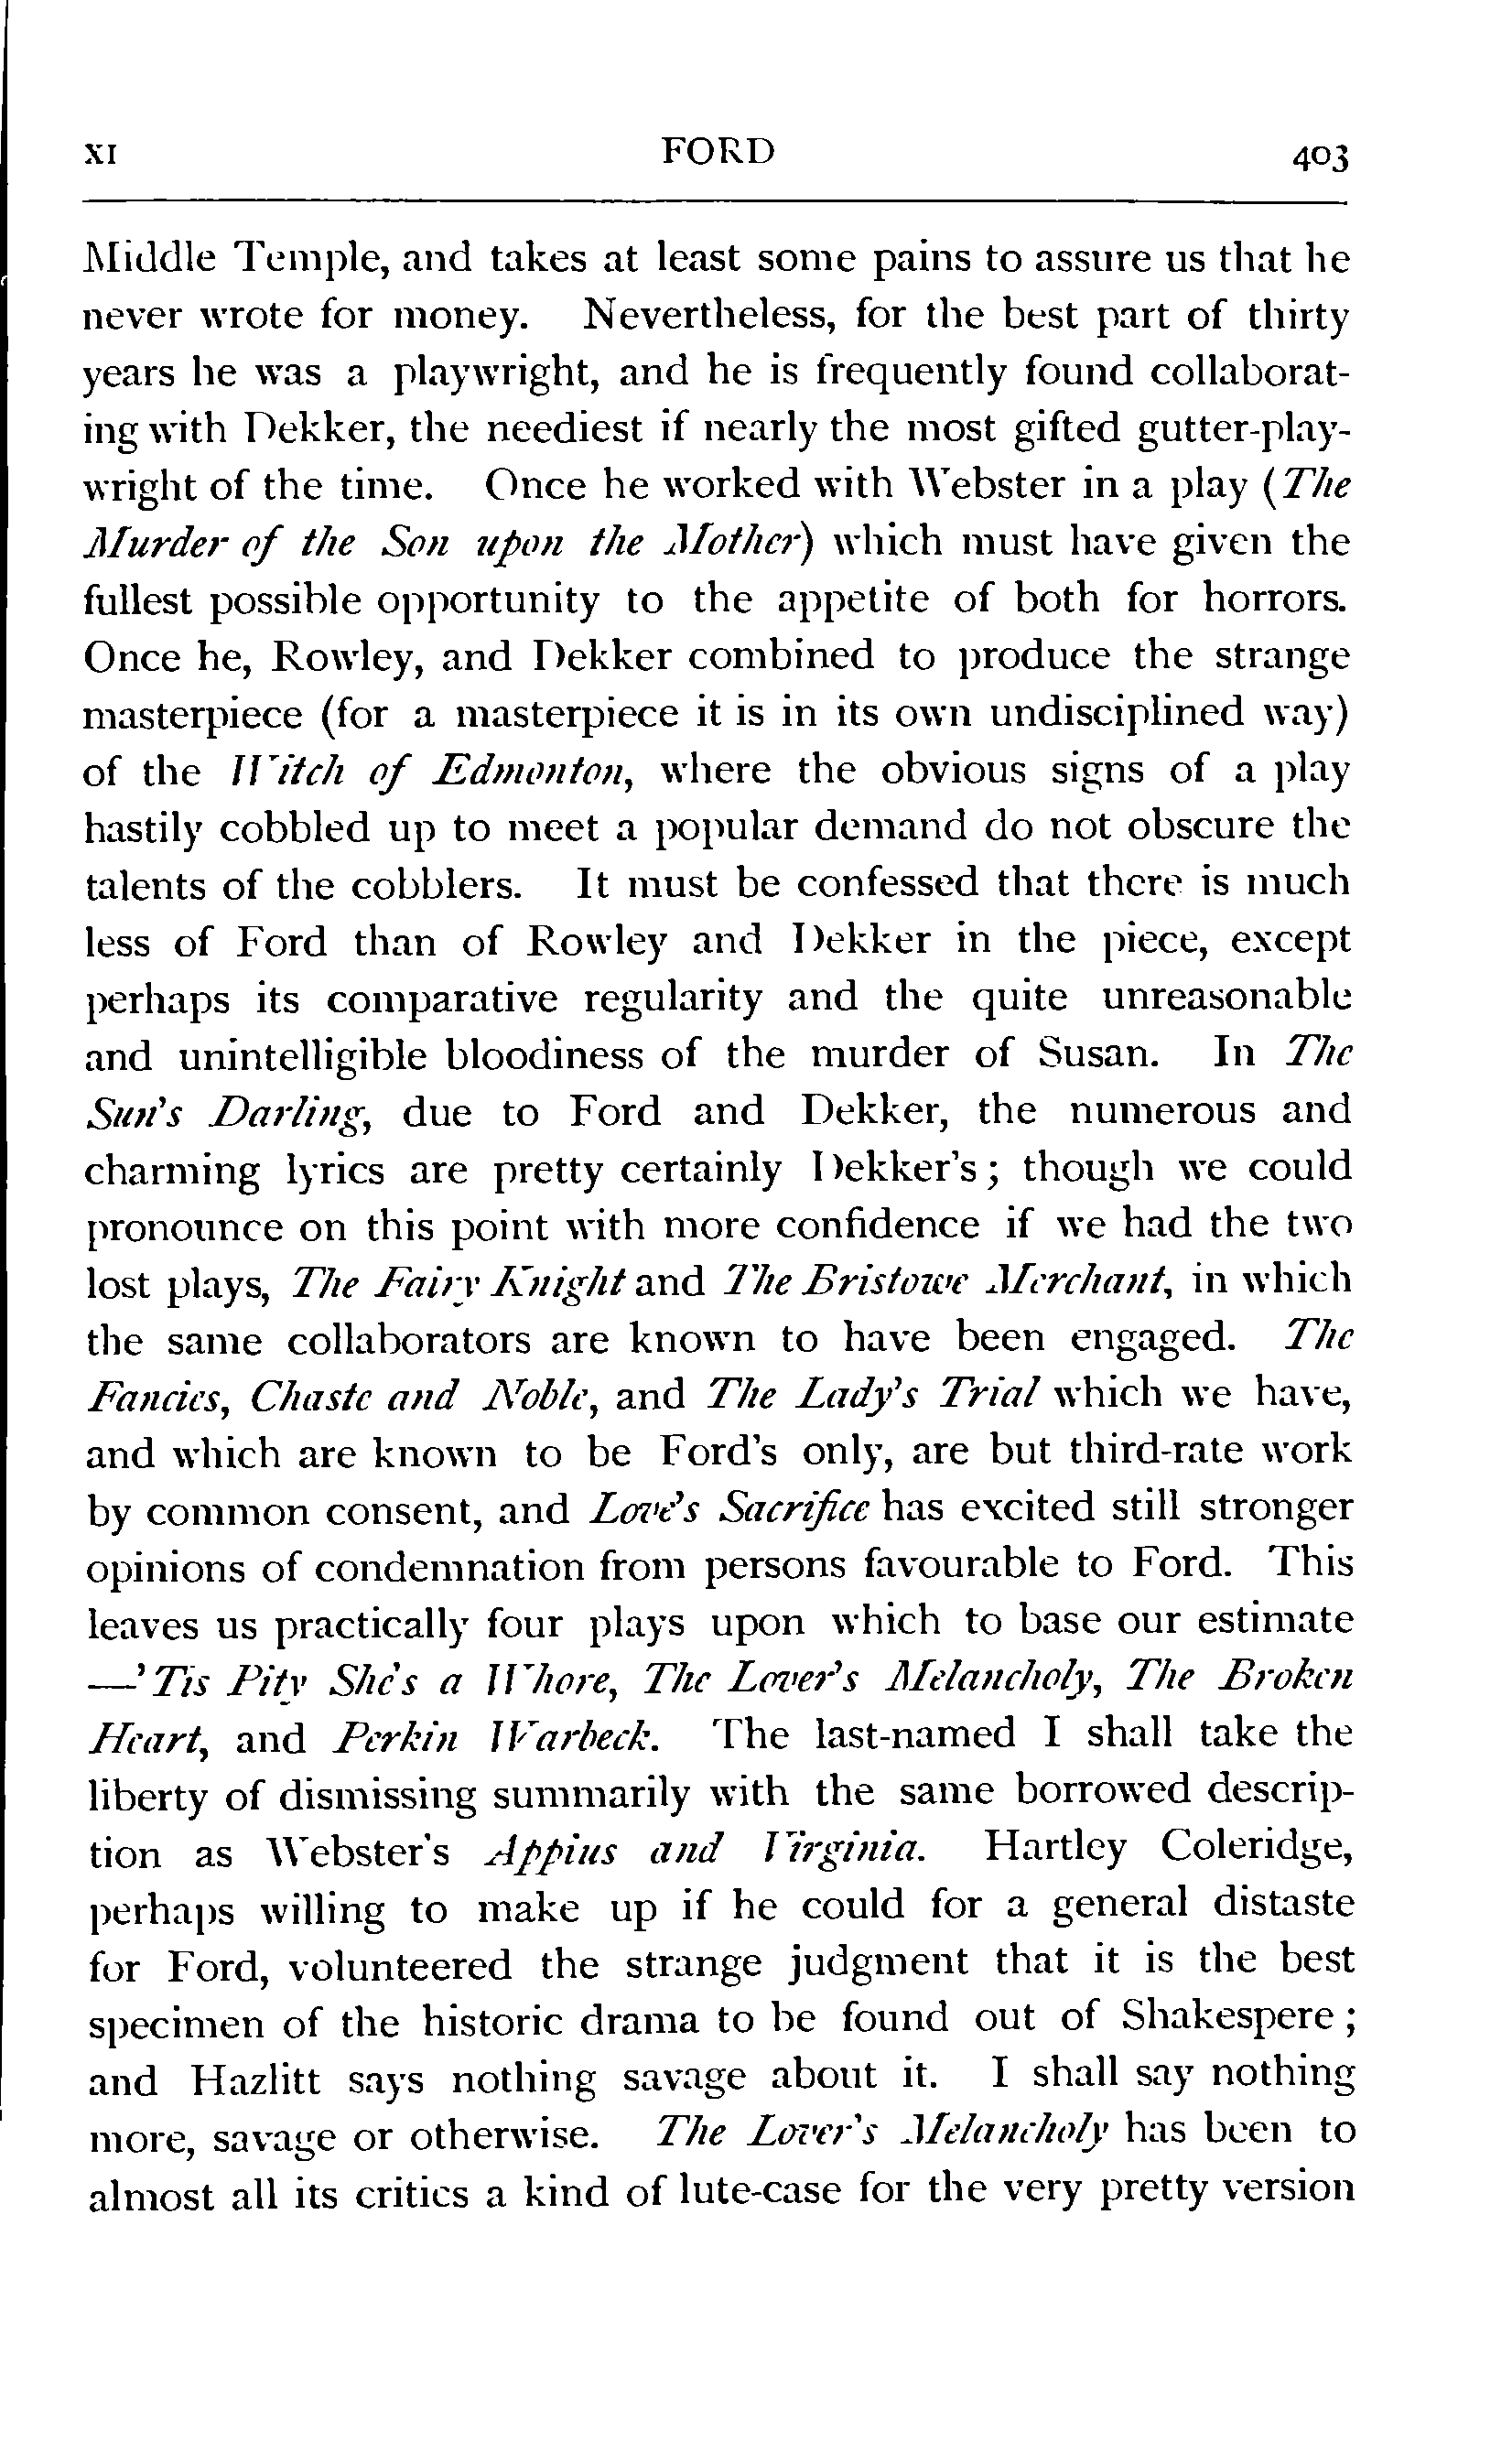 XI FORD 403
Middle Temple, and takes at least some pains to assure us that he
never wrote for money. Nevertheless, for the best part of thirty
years he was a playwright, and he is frequently found collaborat-
ing with Dekker, the neediest if nearly the most gifted gutter-play-
wright of the time. Once he worked with Webster in a play (The
Murder of the Son upon the Mother) which must have given the
fullest possible opportunity to the appetite of both for horrors.
Once he, Rowley, and Dekker combined to produce the strange
masterpiece (for a masterpiece it is in its own undisciplined way)
of the Witch of Edmonton, where the obvious signs of a play
hastily cobbled up to meet a popular demand do not obscure the
talents of the cobblers. It must be confessed that there is much
less of Ford than of Rowley and Dekker in the piece, except
perhaps its comparative regularity and the quite unreasonable
and unintelligible bloodiness of the murder of Susan. In The
Sun's Darling, due to Ford and Dekker, the numerous and
charming lyrics are pretty certainly Dekker's; though we could
pronounce on this point with more confidence if we had the two
lost plays, The Fairy Knight and The Bristowe Merchant, in which
the same collaborators are known to have been engaged. The
Fancies, Chaste and Noble, and The Lady's Trial which we have,
and which are known to be Ford's only, are but third-rate work
by common consent, and Love's Sacrifice has excited still stronger
opinions of condemnation from persons favourable to Ford. This
leaves us practically four plays upon which to base our estimate
—'Tis Pity She's a Whore, The Lover's Melancholy, The Broken
Heart, and Perkin Warbeck. The last-named I shall take the
liberty of dismissing summarily with the same borrowed descrip-
tion as Webster's Appius and Virginia. Hartley Coleridge,
perhaps willing to make up if he could for a general distaste
for Ford, volunteered the strange judgment that it is the best
specimen of the historic drama to be found out of Shakespere;
and Hazlitt says nothing savage about it. I shall say nothing
more, savage or otherwise. The Lover's Melancholy has been to
almost all its critics a kind of lute-case for the very pretty version